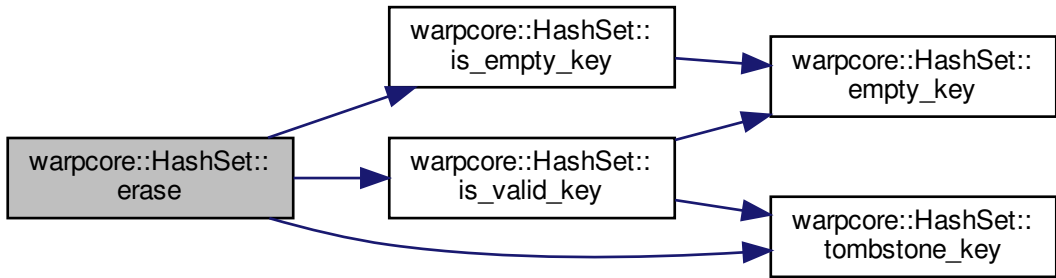 warpcore::HashSet::
erase
warpcore::HashSet::
is_empty_key
warpcore::HashSet::
is_valid_key
warpcore::HashSet::
empty_key
warpcore::HashSet::
tombstone_key